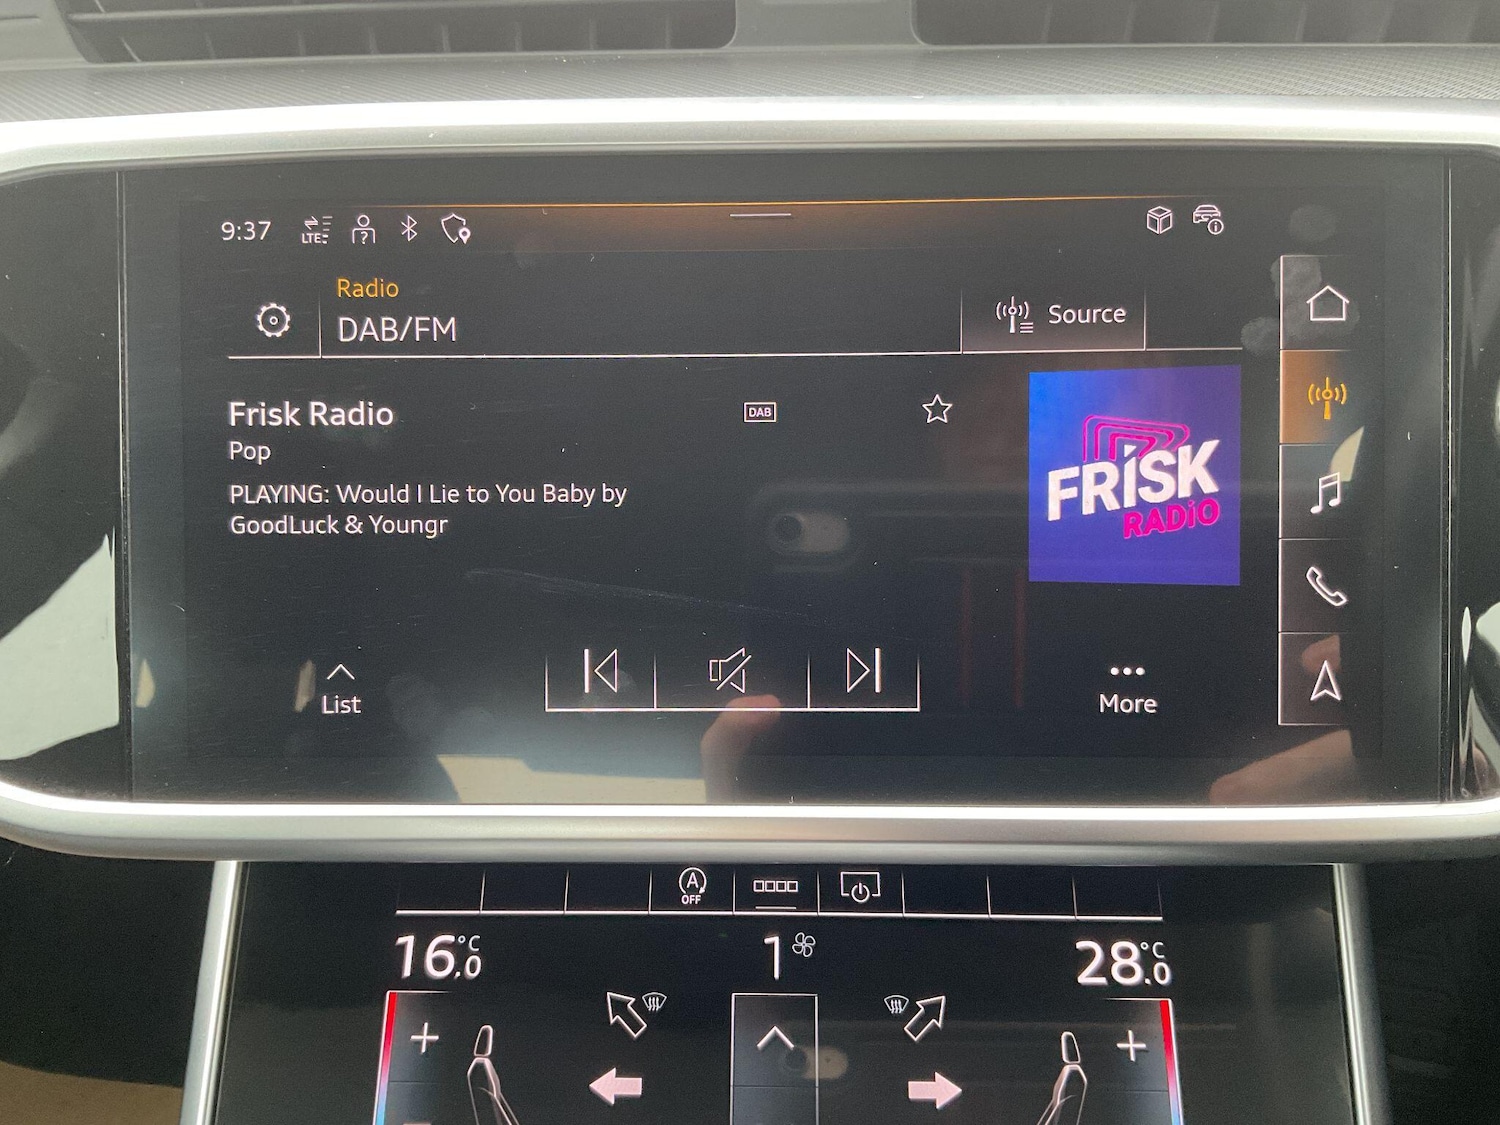 9:37
LTE
Radio
DAB/FM
Source
Frisk Radio
DAB
Pop
PLAYING: Would I Lie to You Baby by
GoodLuck & Youngr
FRISK
RADIO
List
More
A
OFF
16.0 °C
1
28.0 °C